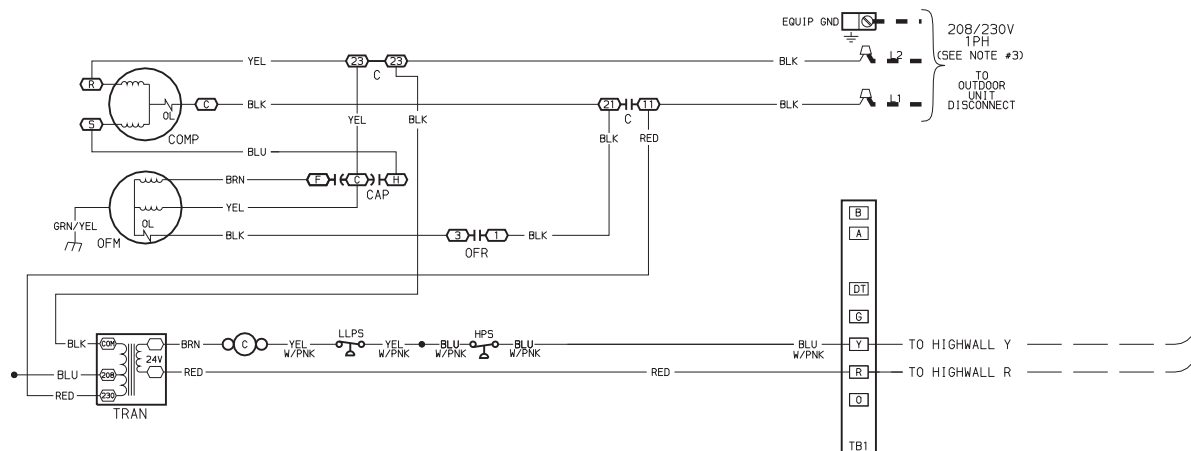 EQUIP GND
208/230V
1PH
(SEE NOTE #3)
TO
OUTDOOR
UNIT
DISCONNECT
YEL
23
23
C
BLK
L2
R
C
BLK
21
11
C
BLK
L1
OL
S
COMP
YEL
BLK
BLK
RED
BLU
BRN
F
C
H
CAP
YEL
GRN/YEL
OFM
OL
BLK
3
1
BLK
OFR
B
A
DT
G
BLK
COM
BRN
C
YEL
W/PNK
LLPS
YEL
W/PNK
BLU
W/PNK
HPS
BLU
W/PNK
BLU
W/PNK
Y
TO HIGHWALL Y
24V
BLU
208
RED
RED
R
TO HIGHWALL R
RED
230
TRAN
O
TB1